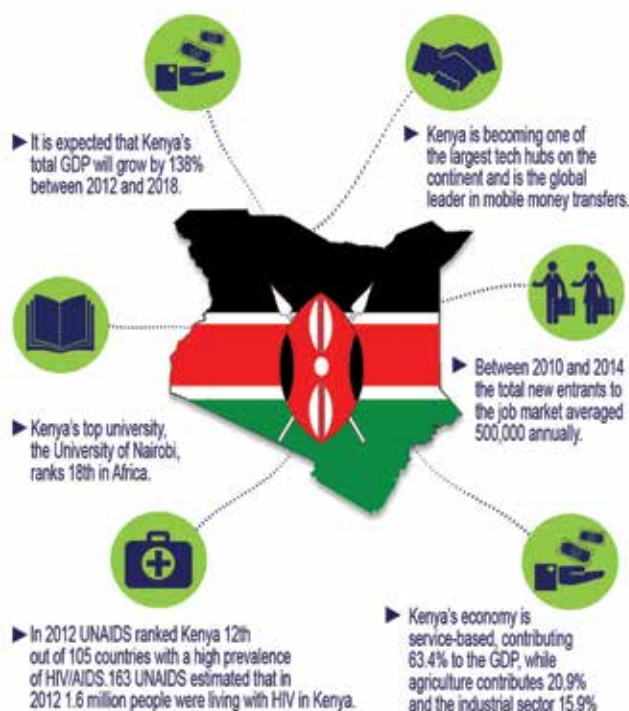 ► It is expected that Kenya's
total GDP will grow by 138%
between 2012 and 2018.
► Kenya is becoming one of
the largest tech hubs on the
continent and is the global
leader in mobile money transfers.
► Between 2010 and 2014
the total new entrants to
the job market averaged
500,000 annually.
► Kenya's top university,
the University of Nairobi,
ranks 18th in Africa.
► In 2012 UNAIDS ranked Kenya 12th
out of 105 countries with a high prevalence
of HIV/AIDS.163 UNAIDS estimated that in
2012 1.6 million people were living with HIV in Kenya.
► Kenya's economy is
service-based, contributing
63.4% to the GDP, while
agriculture contributes 20,9%
and the industrial sector 15.9%